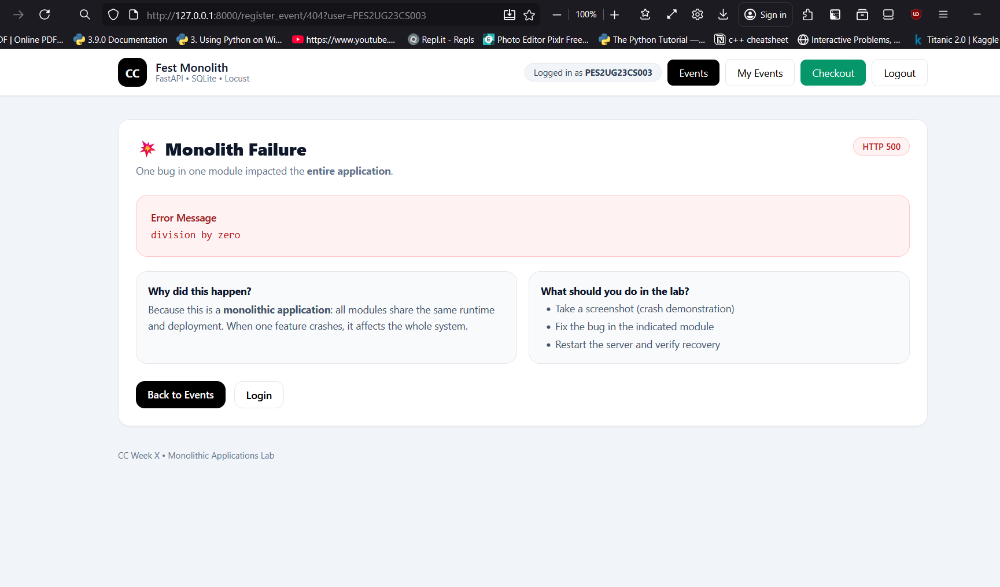 http://127.0.0.1:8000/register_event/404?user=PES2UG23CS003
100%
Sign in
DF | Online PDF...
3.9.0 Documentation
3. Using Python on Wi...
https://www.youtube....
Repl.it - Repls
Photo Editor Pixlr Free...
The Python Tutorial —...
c++ cheatsheet
Interactive Problems, ...
Titanic 2.0 | Kaggle
CC
Fest Monolith
FastAPI • SQLite • Locust
Logged in as PES2UG23CS003
Events
My Events
Checkout
Logout
Monolith Failure
HTTP 500
One bug in one module impacted the entire application.
Error Message
division by zero
Why did this happen?
Because this is a monolithic application: all modules share the same runtime
and deployment. When one feature crashes, it affects the whole system.
What should you do in the lab?
• Take a screenshot (crash demonstration)
• Fix the bug in the indicated module
• Restart the server and verify recovery
Back to Events
Login
CC Week X • Monolithic Applications Lab